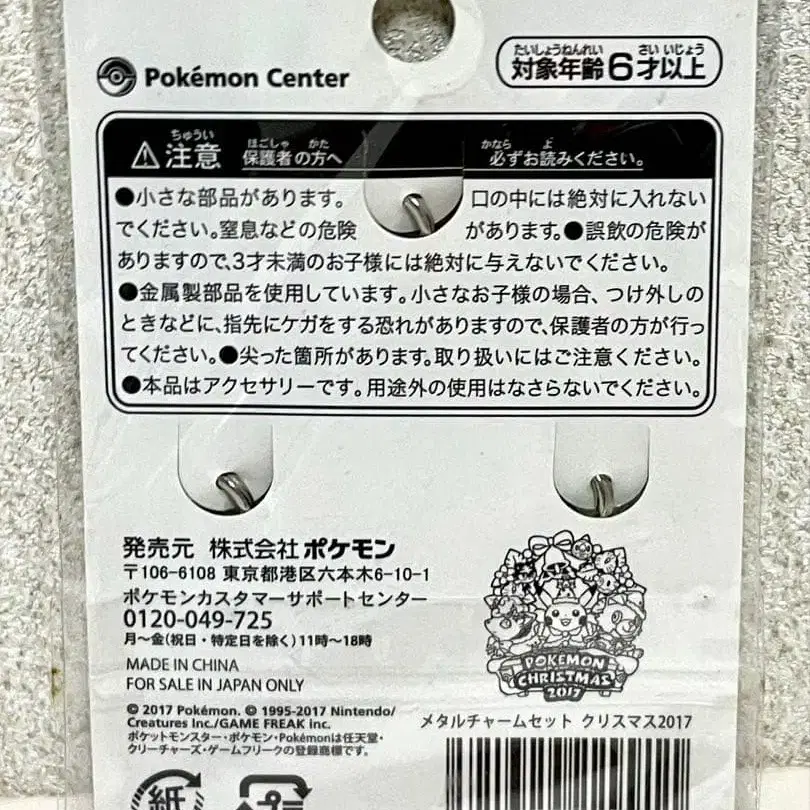 Pokémon Center
たいしょうねんれい さい いじょう
対象年齢6才以上
ちゅうい ほごしゃ かた かなら よ
⚠注意 保護者の方へ 必ずお読みください。
●小さな部品があります。 口の中には絶対に入れない
でください。窒息などの危険 があります。●誤飲の危険が
ありますので、3才未満のお子様には絶対に与えないでください。
●金属製部品を使用しています。小さなお子様の場合、つけ外しの
ときなどに、指先にケガをする恐れがありますので、保護者の方が行っ
てください。●尖った箇所があります。取り扱いにはご注意ください。
●本品はアクセサリーです。用途外の使用はなさらないでください。
発売元 株式会社ポケモン
〒106-6108 東京都港区六本木6-10-1
ポケモンカスタマーサポートセンター
0120-049-725
月〜金(祝日・特定日を除く)11時〜18時
MADE IN CHINA
FOR SALE IN JAPAN ONLY
POKÉMON
CHRISTMAS
2017
© 2017 Pokémon. © 1995-2017 Nintendo/
Creatures Inc./GAME FREAK inc.
ポケットモンスター・ポケモン・Pokémonは任天堂・
クリーチャーズ・ゲームフリークの登録商標です。
メタルチャームセット クリスマス2017
紙
プ